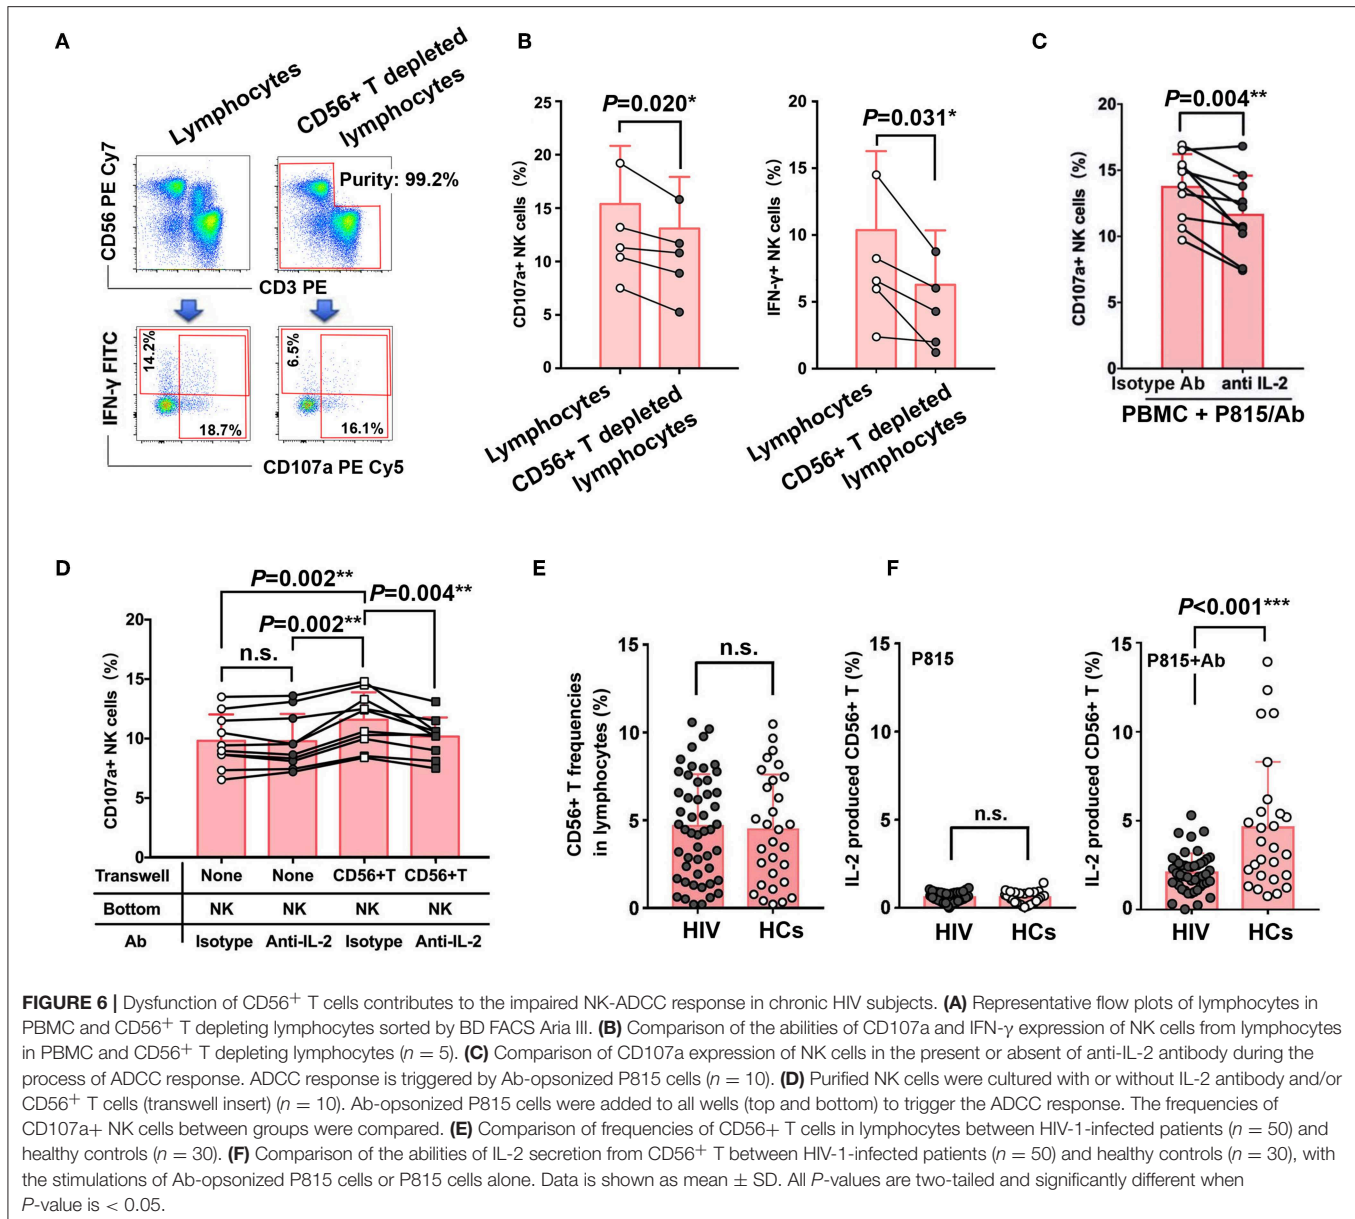 A
Lymphocytes
CD56+ T depleted
lymphocytes
CD56 PE Cy7
Purity: 99.2%
CD3 PE
IFN-γ FITC
14.2%
18.7%
6.5%
16.1%
CD107a PE Cy5
B
P=0.020*
CD107a+ NK cells (%)
25
20
15
10
5
0
Lymphocytes
CD56+ T depleted
lymphocytes
P=0.031*
IFN-γ+ NK cells (%)
20
15
10
5
0
Lymphocytes
CD56+ T depleted
lymphocytes
C
P=0.004**
CD107a+ NK cells (%)
20
15
10
5
0
Isotype Ab anti IL-2
PBMC + P815/Ab
D
P=0.002**
P=0.004**
P=0.002**
n.s.
CD107a+ NK cells (%)
20
15
10
5
0
Transwell None None CD56+T CD56+T
Bottom NK NK NK NK
Ab Isotype Anti-IL-2 Isotype Anti-IL-2
E
n.s.
CD56+T frequencies
in lymphocytes (%)
15
10
5
0
HIV HCs
F
P815
n.s.
IL-2 produced CD56+ T (%)
15
10
5
0
HIV HCs
P<0.001***
P815+Ab
IL-2 produced CD56+ T (%)
15
10
5
0
HIV HCs
FIGURE 6 | Dysfunction of CD56+ T cells contributes to the impaired NK-ADCC response in chronic HIV subjects. (A) Representative flow plots of lymphocytes in
PBMC and CD56+ T depleting lymphocytes sorted by BD FACS Aria III. (B) Comparison of the abilities of CD107a and IFN-γ expression of NK cells from lymphocytes
in PBMC and CD56+ T depleting lymphocytes (n = 5). (C) Comparison of CD107a expression of NK cells in the present or absent of anti-IL-2 antibody during the
process of ADCC response. ADCC response is triggered by Ab-opsonized P815 cells (n = 10). (D) Purified NK cells were cultured with or without IL-2 antibody and/or
CD56+ T cells (transwell insert) (n = 10). Ab-opsonized P815 cells were added to all wells (top and bottom) to trigger the ADCC response. The frequencies of
CD107a+ NK cells between groups were compared. (E) Comparison of frequencies of CD56+ T cells in lymphocytes between HIV-1-infected patients (n = 50) and
healthy controls (n = 30). (F) Comparison of the abilities of IL-2 secretion from CD56+ T between HIV-1-infected patients (n = 50) and healthy controls (n = 30), with
the stimulations of Ab-opsonized P815 cells or P815 cells alone. Data is shown as mean ± SD. All P-values are two-tailed and significantly different when
P-value is < 0.05.